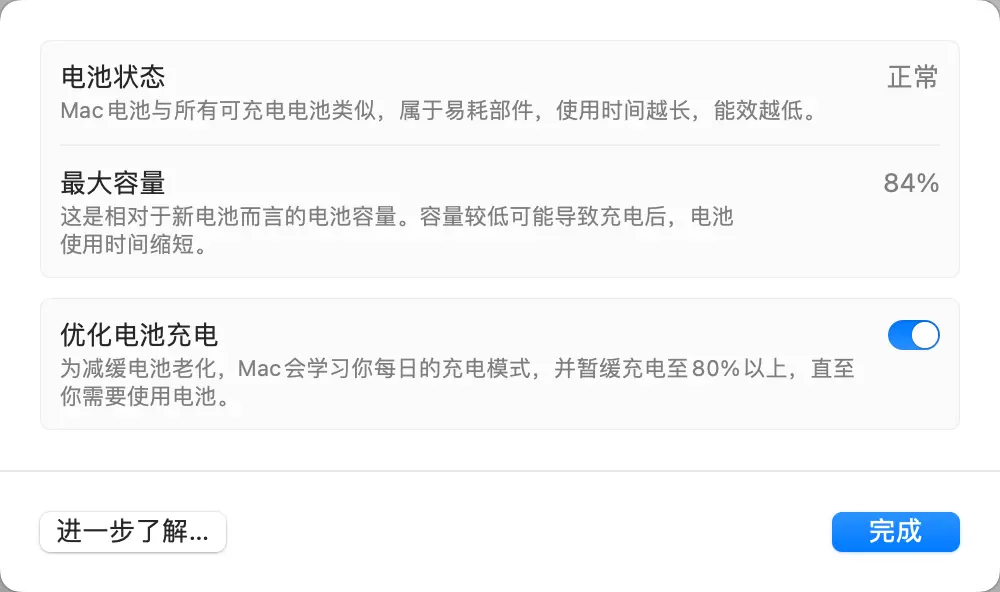 电池状态
正常
Mac电池与所有可充电电池类似，属于易耗部件，使用时间越长，能效越低。
最大容量
84%
这是相对于新电池而言的电池容量。容量较低可能导致充电后，电池
使用时间缩短。
优化电池充电
为减缓电池老化，Mac会学习你每日的充电模式，并暂缓充电至80%以上，直至
你需要使用电池。
进一步了解...
完成